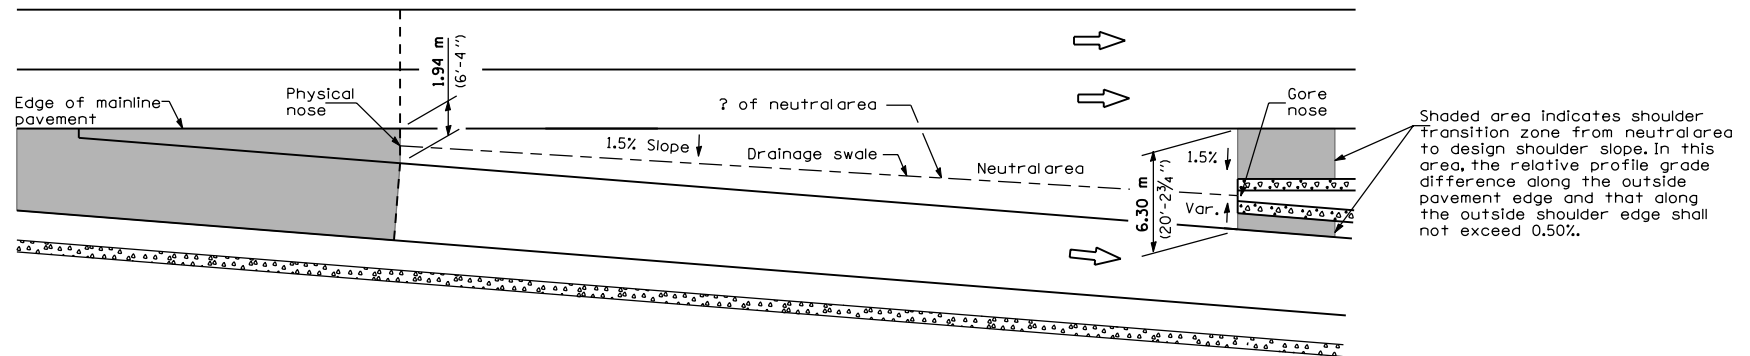 Edge of mainline
pavement
Physical
nose
1.94 m
(6'-4")
? of neutral area
1.5% Slope
Drainage swale
Neutral area
6.30 m
(20'-2¾")
1.5%
Var.
Gore
nose
Shaded area indicates shoulder
transition zone from neutral area
to design shoulder slope. In this
area, the relative profile grade
difference along the outside
pavement edge and that along
the outside shoulder edge shall
not exceed 0.50%.